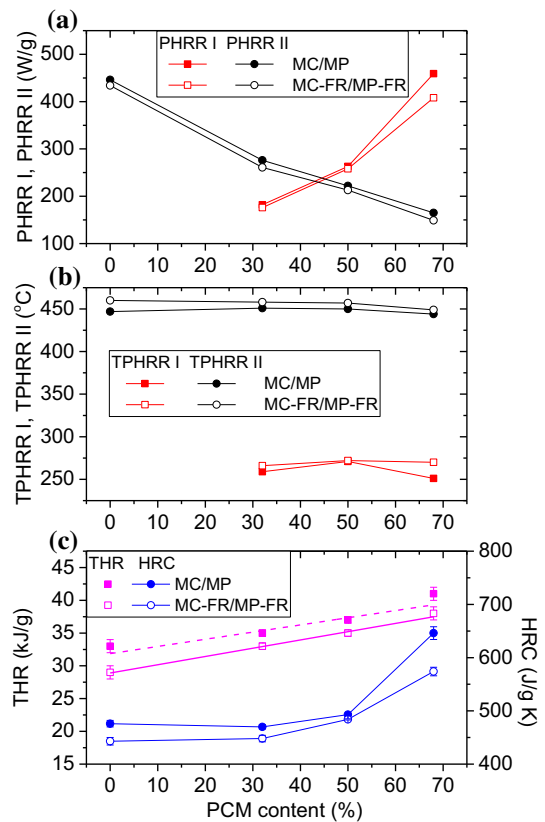 (a)
PHRR I PHRR II
MC/MP
MC-FR/MP-FR
PHRR I, PHRR II (W/g)
500
450
400
350
300
250
200
150
100
0 10 20 30 40 50 60 70
(b)
TPHRR I TPHRR II
MC/MP
MC-FR/MP-FR
TPHRR I, TPHRR II (°C)
450
400
350
300
250
0 10 20 30 40 50 60 70
(c)
THR HRC
MC/MP
MC-FR/MP-FR
THR (kJ/g)
45
40
35
30
25
20
15
HRC (J/g K)
800
700
600
500
400
0 10 20 30 40 50 60 70
PCM content (%)